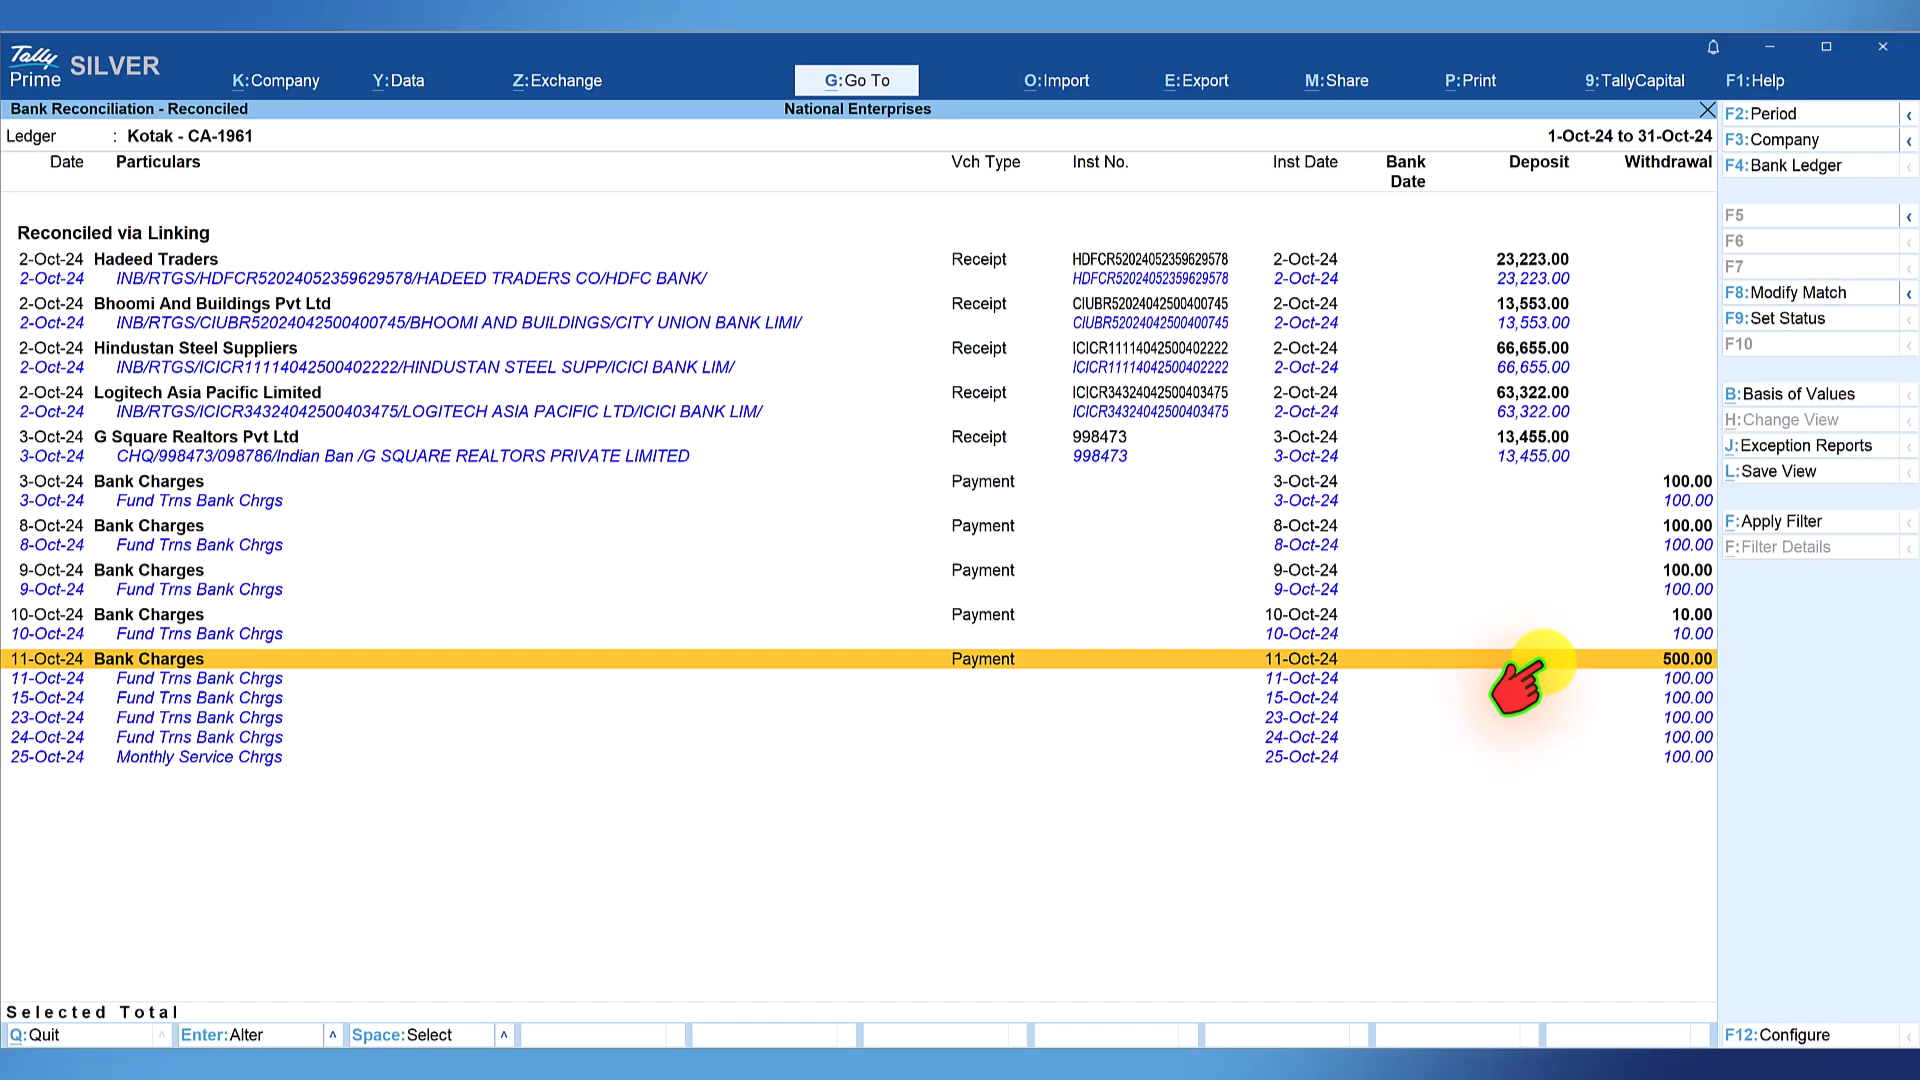 Tally
Prime SILVER
K:Company Y:Data Z:Exchange G:Go To O:Import E:Export M:Share P:Print 9:TallyCapital F1:Help
Bank Reconciliation - Reconciled National Enterprises
Ledger : Kotak - CA-1961 1-Oct-24 to 31-Oct-24
Date Particulars Vch Type Inst No. Inst Date Bank Date Deposit Withdrawal
Reconciled via Linking
2-Oct-24 Hadeed Traders Receipt HDFCR52024052359629578 2-Oct-24 23,223.00
2-Oct-24 INB/RTGS/HDFCR52024052359629578/HADEED TRADERS CO/HDFC BANK/ HDFCR52024052359629578 2-Oct-24 23,223.00
2-Oct-24 Bhoomi And Buildings Pvt Ltd Receipt CIUBR52024042500400745 2-Oct-24 13,553.00
2-Oct-24 INB/RTGS/CIUBR52024042500400745/BHOOMI AND BUILDINGS/CITY UNION BANK LIMI/ CIUBR52024042500400745 2-Oct-24 13,553.00
2-Oct-24 Hindustan Steel Suppliers Receipt ICICR11114042500402222 2-Oct-24 66,655.00
2-Oct-24 INB/RTGS/ICICR11114042500402222/HINDUSTAN STEEL SUPP/ICICI BANK LIM/ ICICR11114042500402222 2-Oct-24 66,655.00
2-Oct-24 Logitech Asia Pacific Limited Receipt ICICR34324042500403475 2-Oct-24 63,322.00
2-Oct-24 INB/RTGS/ICICR34324042500403475/LOGITECH ASIA PACIFIC LTD/ICICI BANK LIM/ ICICR34324042500403475 2-Oct-24 63,322.00
3-Oct-24 G Square Realtors Pvt Ltd Receipt 998473 3-Oct-24 13,455.00
3-Oct-24 CHQ/998473/098786/Indian Ban /G SQUARE REALTORS PRIVATE LIMITED 998473 3-Oct-24 13,455.00
3-Oct-24 Bank Charges Payment 3-Oct-24 100.00
3-Oct-24 Fund Trns Bank Chrgs 3-Oct-24 100.00
8-Oct-24 Bank Charges Payment 8-Oct-24 100.00
8-Oct-24 Fund Trns Bank Chrgs 8-Oct-24 100.00
9-Oct-24 Bank Charges Payment 9-Oct-24 100.00
9-Oct-24 Fund Trns Bank Chrgs 9-Oct-24 100.00
10-Oct-24 Bank Charges Payment 10-Oct-24 10.00
10-Oct-24 Fund Trns Bank Chrgs 10-Oct-24 10.00
11-Oct-24 Bank Charges Payment 11-Oct-24 500.00
11-Oct-24 Fund Trns Bank Chrgs 11-Oct-24 100.00
15-Oct-24 Fund Trns Bank Chrgs 15-Oct-24 100.00
23-Oct-24 Fund Trns Bank Chrgs 23-Oct-24 100.00
24-Oct-24 Fund Trns Bank Chrgs 24-Oct-24 100.00
25-Oct-24 Monthly Service Chrgs 25-Oct-24 100.00
Selected Total
Q:Quit Enter:Alter Space:Select
F2:Period
F3:Company
F4:Bank Ledger
F5
F6
F7
F8:Modify Match
F9:Set Status
F10
B:Basis of Values
H:Change View
J:Exception Reports
L:Save View
F:Apply Filter
F:Filter Details
F12:Configure